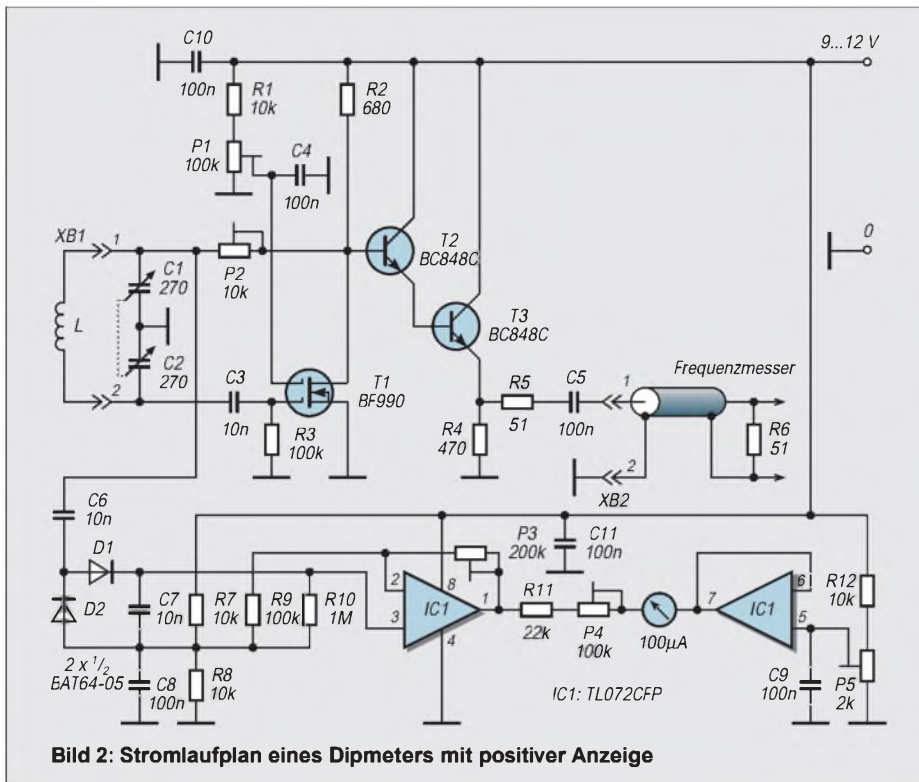 C10
100n
R1
10k
R2
680
9...12 V
P1
100k
C4
100n
XB1
1
C1
270
P2
10k
T2
BC848C
0
L
C2
270
2
C3
10n
T1
BF990
T3
BC848C
R3
100k
R5
51
C5
100n
1
Frequenzmesser
R4
470
R6
51
2
XB2
C6
10n
D1
D2
C7
10n
R7
10k
R9
100k
R10
1M
2
3
8
IC1
1
4
P3
200k
C11
100n
R11
22k
P4
100k
100µA
7
IC1
6
5
R12
10k
P5
2k
C9
100n
2 x 1/2
BAT64-05
C8
100n
R8
10k
IC1: TL072CFP
Bild 2: Stromlaufplan eines Dipmeters mit positiver Anzeige